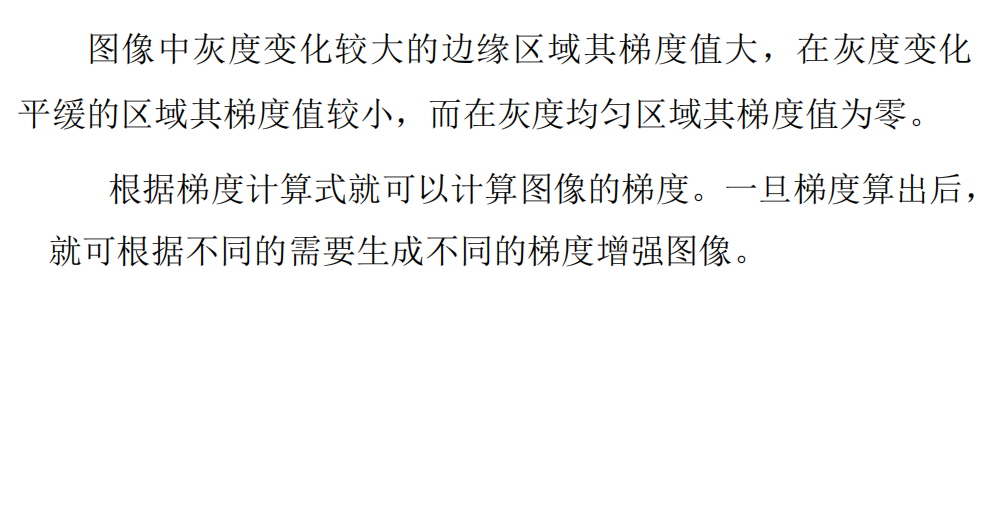 图像中灰度变化较大的边缘区域其梯度值大，在灰度变化
平缓的区域其梯度值较小，而在灰度均匀区域其梯度值为零。
根据梯度计算式就可以计算图像的梯度。一旦梯度算出后，
就可根据不同的需要生成不同的梯度增强图像。